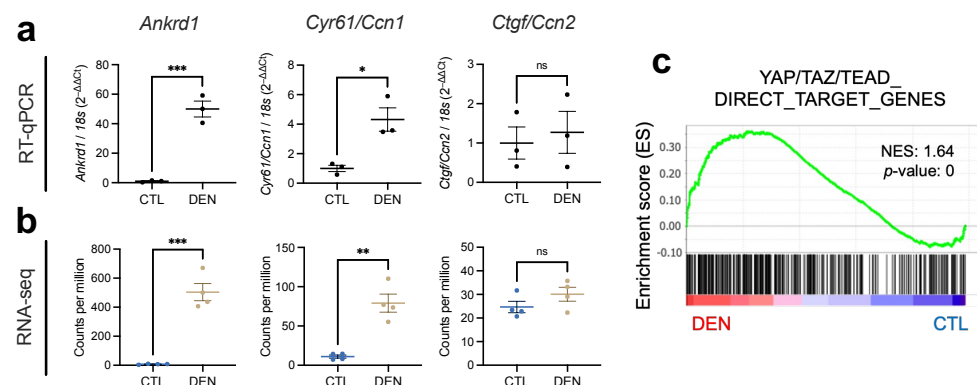 a
Ankrd1
Cyr61/Ccn1
Ctgf/Ccn2
RT-qPCR
Ankrd1 / 18s (2^–ΔΔCt)
80
60
40
20
0
***
CTL DEN
Cyr61/Ccn1 / 18s (2^–ΔΔCt)
8
6
4
2
0
*
CTL DEN
Ctgf/Ccn2 / 18s (2^–ΔΔCt)
3
2
1
0
ns
CTL DEN
b
RNA-seq
Counts per million
800
600
400
200
0
***
CTL DEN
Counts per million
150
100
50
0
**
CTL DEN
Counts per million
50
40
30
20
10
0
ns
CTL DEN
c
YAP/TAZ/TEAD_
DIRECT_TARGET_GENES
Enrichment score (ES)
0.30
0.20
0.10
0.00
-0.10
NES: 1.64
p-value: 0
DEN
CTL